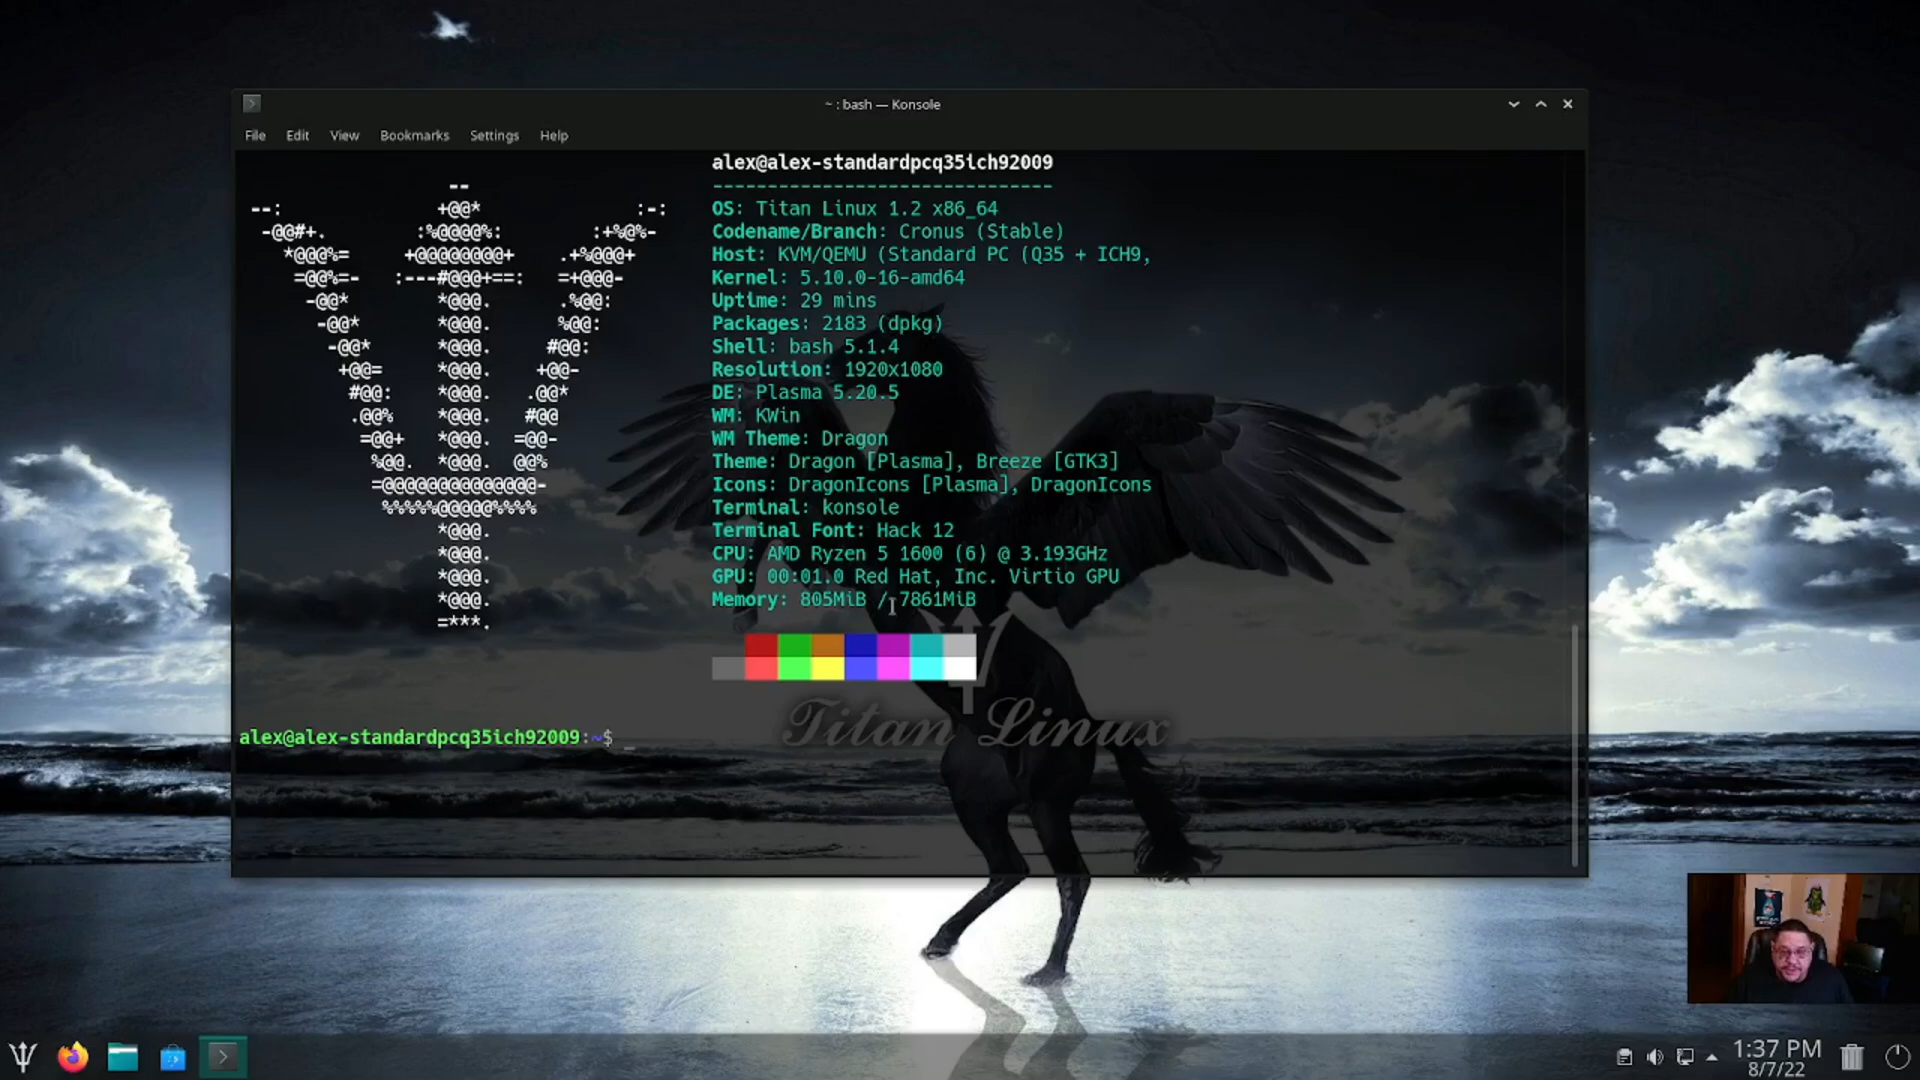 ~ : bash — Konsole
File Edit View Bookmarks Settings Help
alex@alex-standardpcq35ich92009
-------------------------------
OS: Titan Linux 1.2 x86_64
Codename/Branch: Cronus (Stable)
Host: KVM/QEMU (Standard PC (Q35 + ICH9,
Kernel: 5.10.0-16-amd64
Uptime: 29 mins
Packages: 2183 (dpkg)
Shell: bash 5.1.4
Resolution: 1920x1080
DE: Plasma 5.20.5
WM: KWin
WM Theme: Dragon
Theme: Dragon [Plasma], Breeze [GTK3]
Icons: DragonIcons [Plasma], DragonIcons
Terminal: konsole
Terminal Font: Hack 12
CPU: AMD Ryzen 5 1600 (6) @ 3.193GHz
GPU: 00:01.0 Red Hat, Inc. Virtio GPU
Memory: 805MiB / 7861MiB
Titan Linux
alex@alex-standardpcq35ich92009:~$ _
1:37 PM
8/7/22